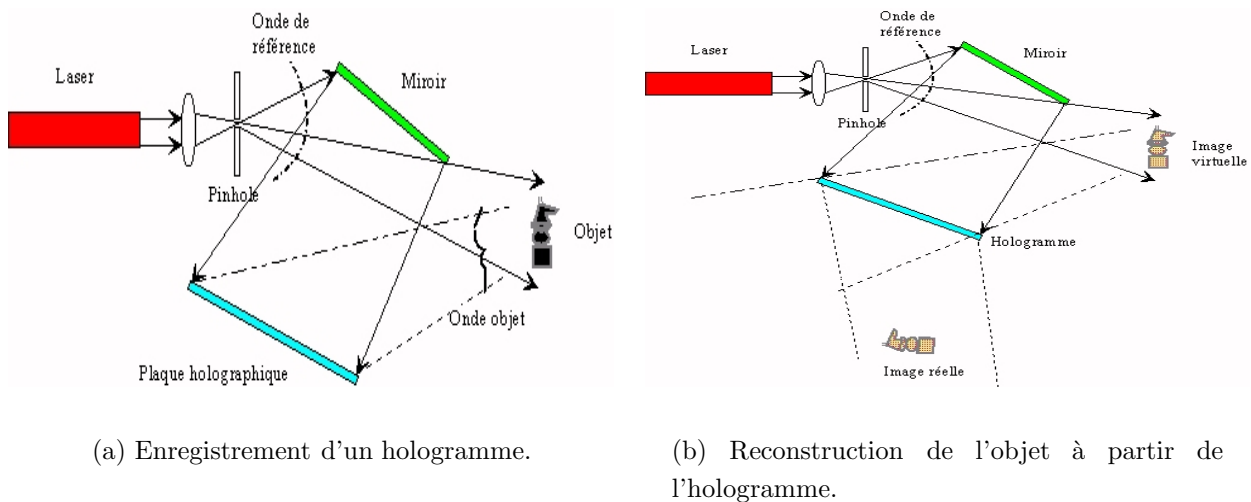 Onde de
référence
Laser
Miroir
Pinhole
Objet
Onde objet
Plaque holographique
(a) Enregistrement d'un hologramme.
Onde de
référence
Laser
Miroir
Pinhole
Image
virtuelle
Hologramme
Image réelle
(b) Reconstruction de l'objet à partir de
l'hologramme.